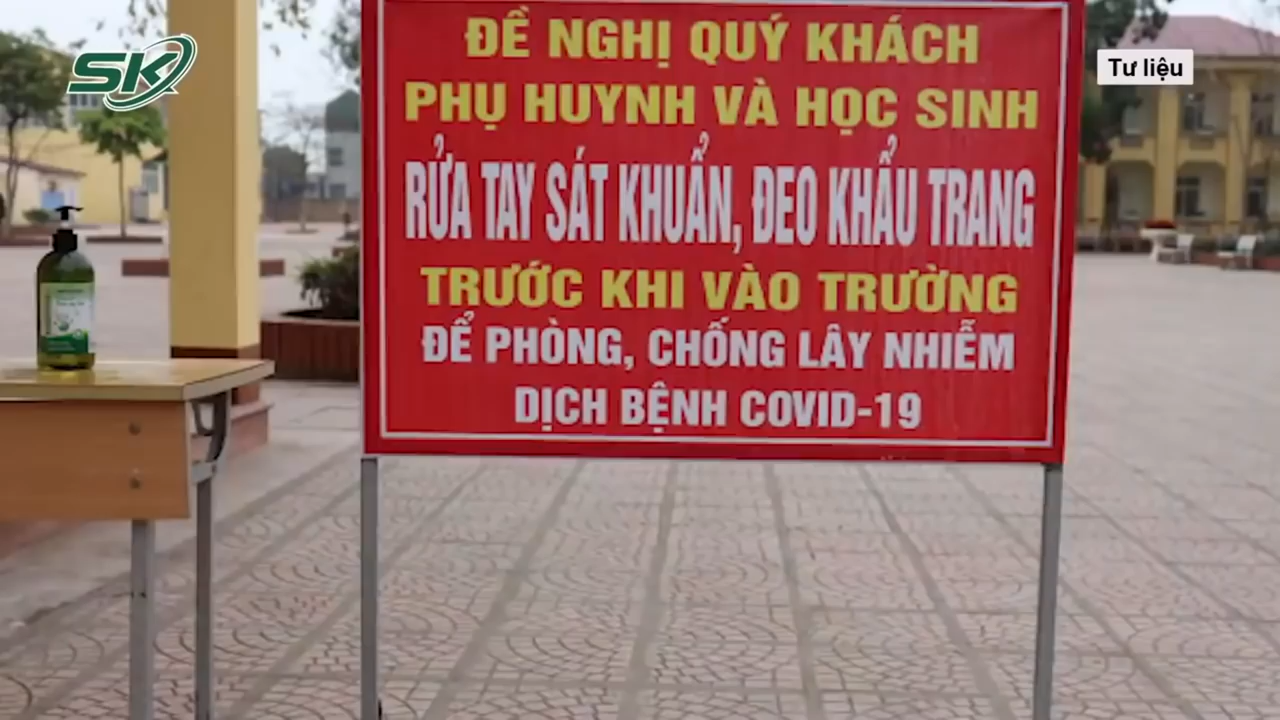 SK
Tư liệu
ĐỀ NGHỊ QUÝ KHÁCH
PHỤ HUYNH VÀ HỌC SINH
RỬA TAY SÁT KHUẨN, ĐEO KHẨU TRANG
TRƯỚC KHI VÀO TRƯỜNG
ĐỂ PHÒNG, CHỐNG LÂY NHIỄM
DỊCH BỆNH COVID-19